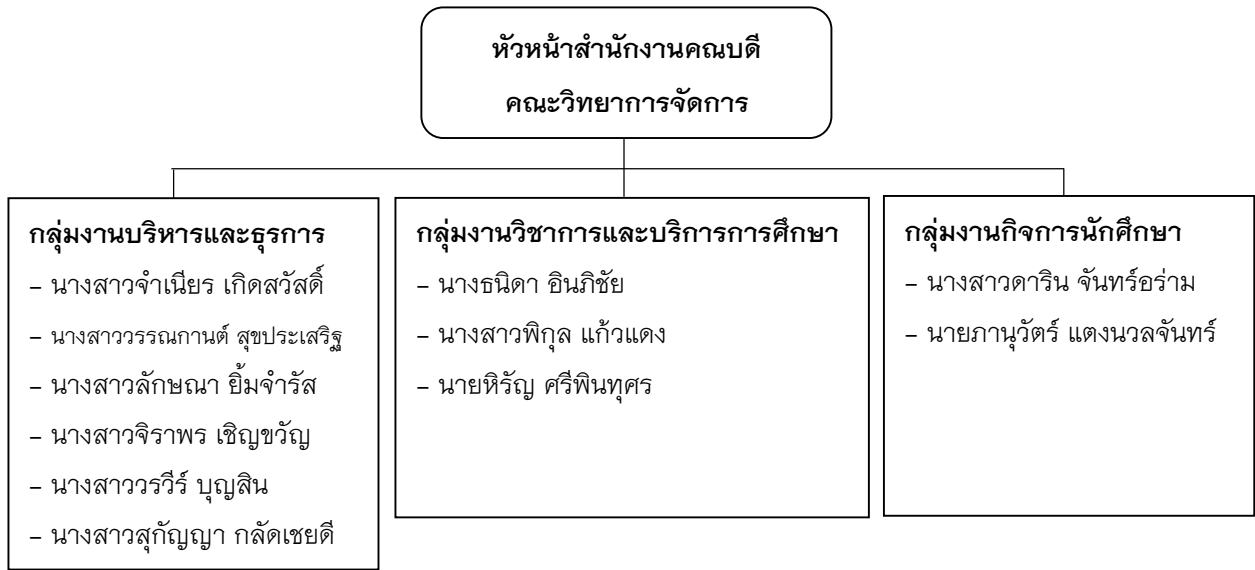 หัวหน้าสำนักงานคณบดี
คณะวิทยาการจัดการ
กลุ่มงานบริหารและธุรการ
– นางสาวจำเนียร เกิดสวัสดิ์
– นางสาววรรณกานต์ สุขประเสริฐ
– นางสาวลักษณา ยิ้มจำรัส
– นางสาวจิราพร เชิญขวัญ
– นางสาววรวีร์ บุญสิน
– นางสาวสุกัญญา กลัดเชยดี
กลุ่มงานวิชาการและบริการการศึกษา
– นางธนิดา อินภิชัย
– นางสาวพิกุล แก้วแดง
– นายหิรัญ ศรีพินทุศร
กลุ่มงานกิจการนักศึกษา
– นางสาวดาริน จันทร์อร่าม
– นายภานุวัตร์ แตงนวลจันทร์